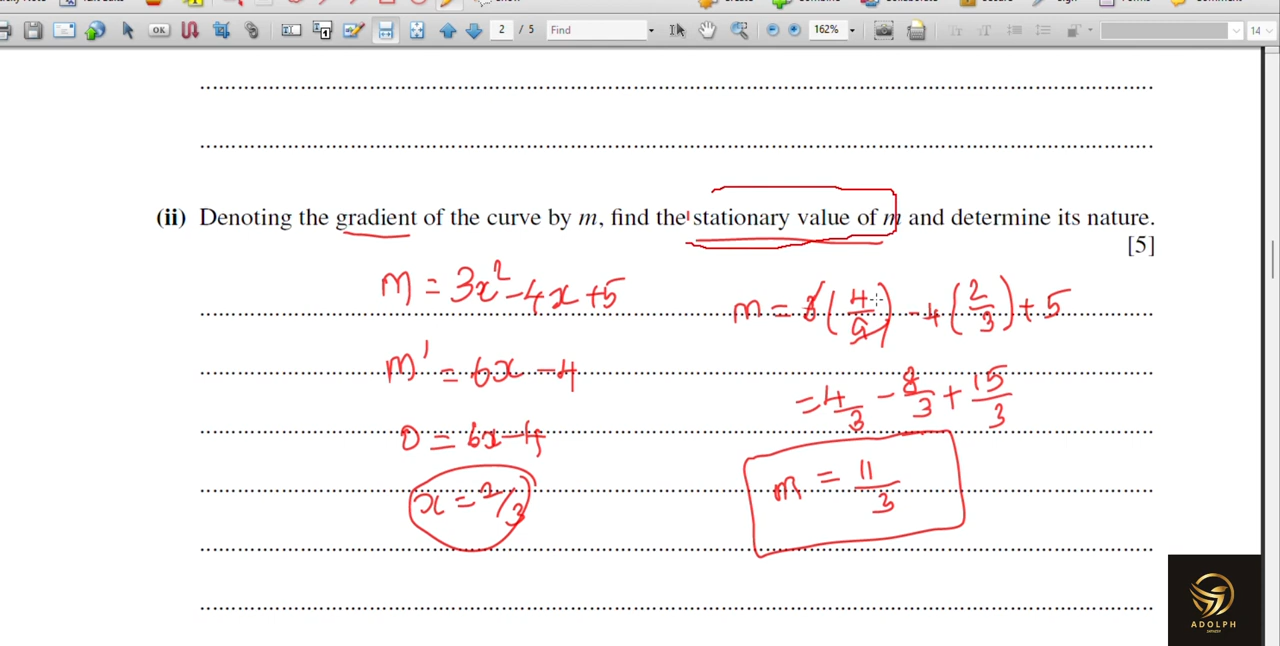 2 / 5 Find 162% 14
(ii) Denoting the gradient of the curve by m, find the stationary value of m and determine its nature.
[5]
m = 3x² - 4x + 5
m' = 6x - 4
0 = 6x - 4
x = 2/3
m = 3(4/9) - 4(2/3) + 5
= 4/3 - 8/3 + 15/3
m = 11/3
ADOLPH